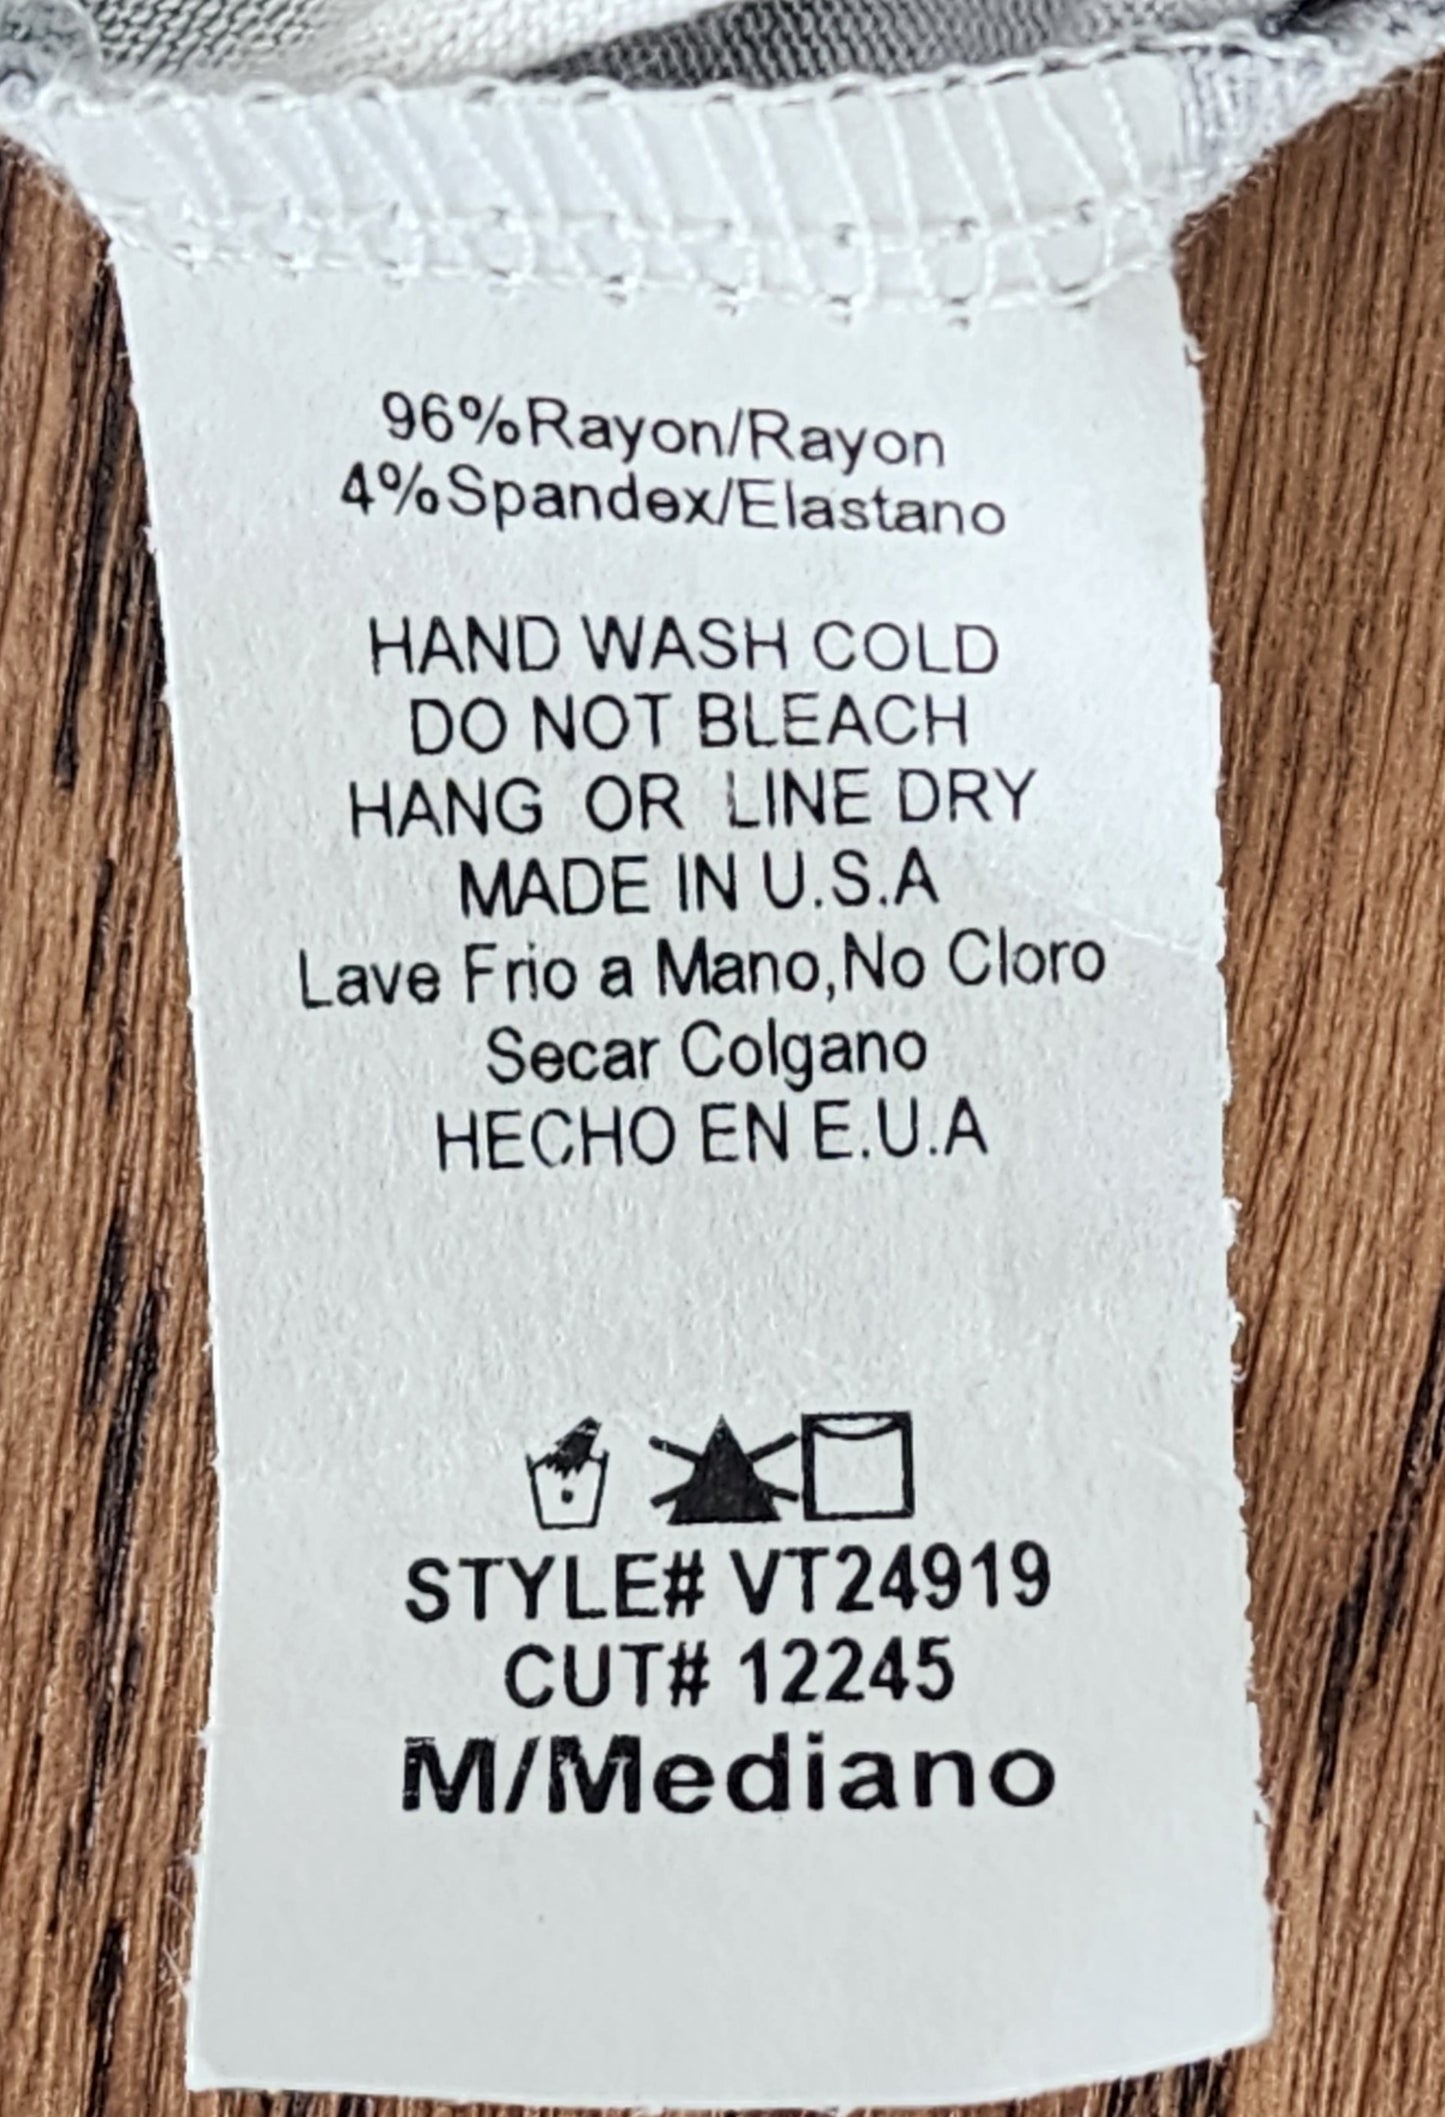 96%Rayon/Rayon
4%Spandex/Elastano
HAND WASH COLD
DO NOT BLEACH
HANG OR LINE DRY
MADE IN U.S.A
Lave Frio a Mano,No Cloro
Secar Colgano
HECHO EN E.U.A
STYLE# VT24919
CUT# 12245
M/Mediano